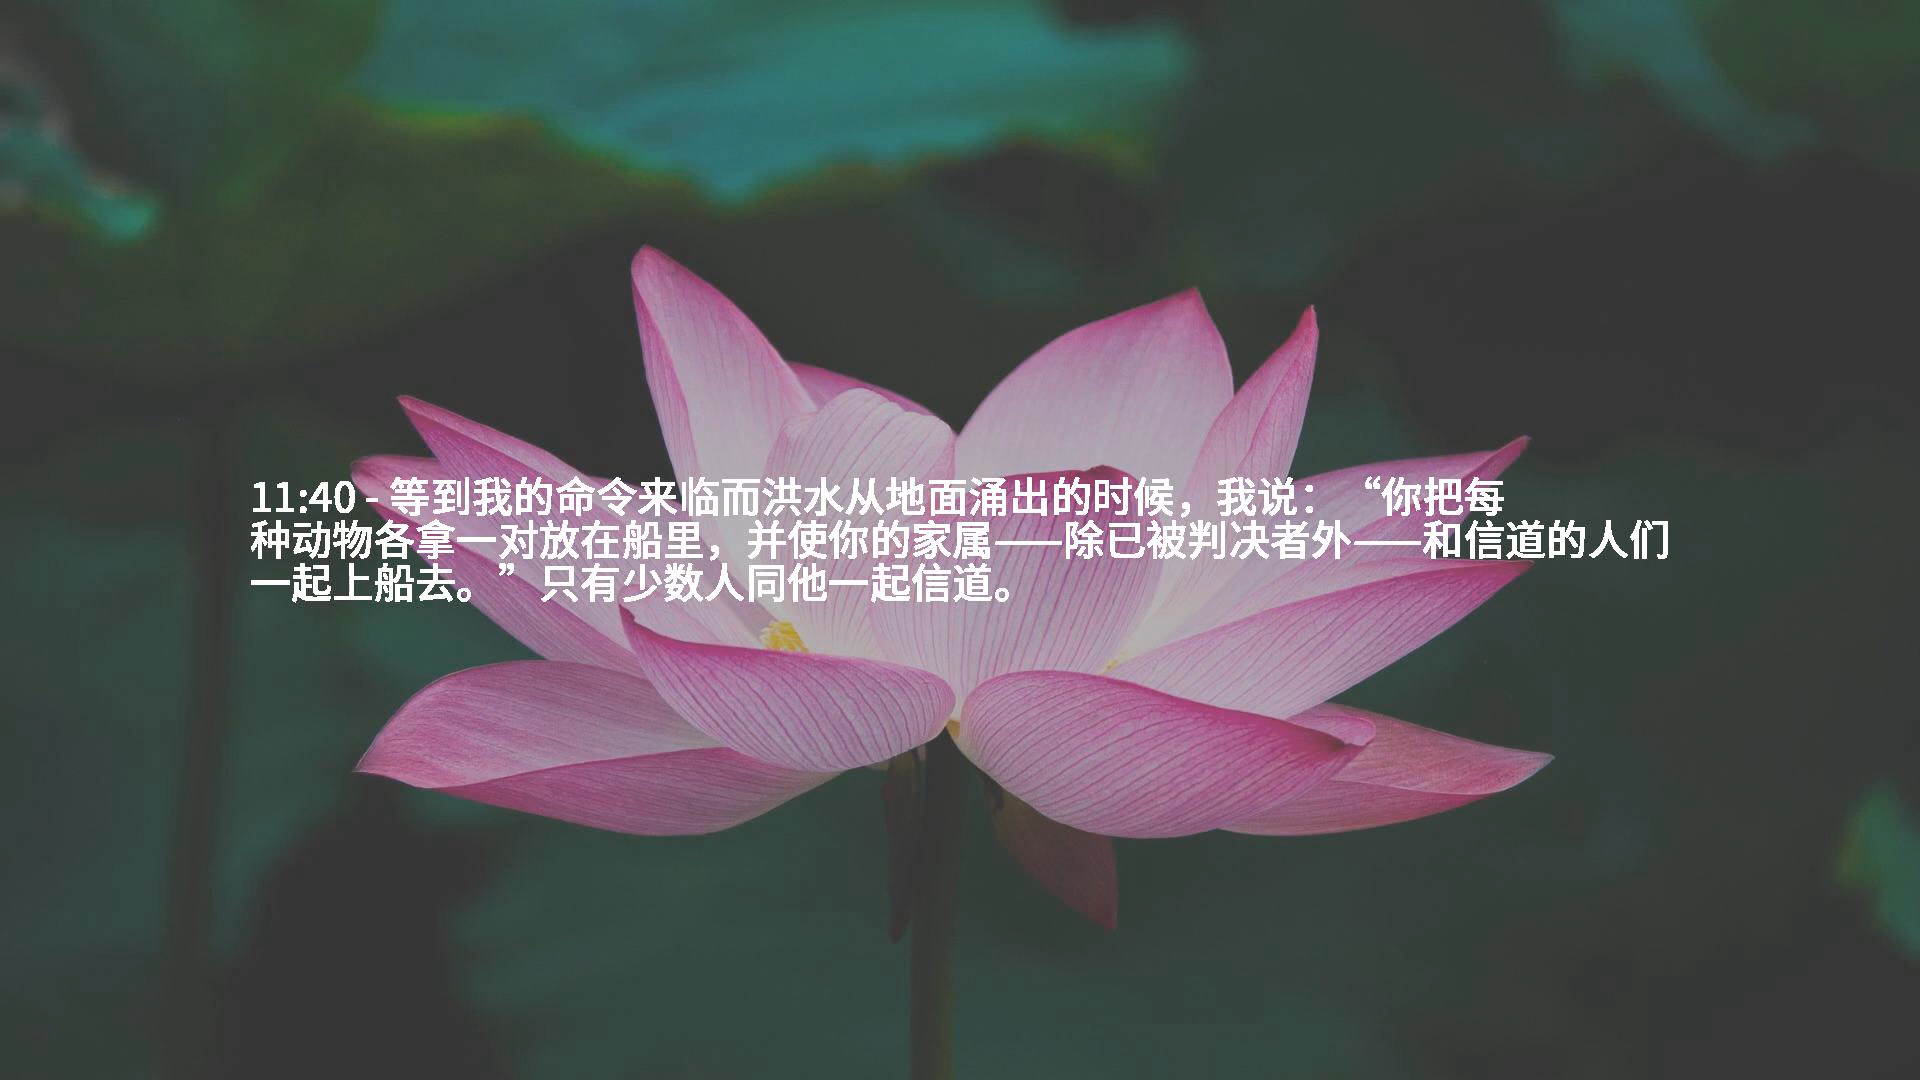 11:40 - 等到我的命令来临而洪水从地面涌出的时候，我说：“你把每
种动物各拿一对放在船里，并使你的家属——除已被判决者外——和信道的人们
一起上船去。” 只有少数人同他一起信道。